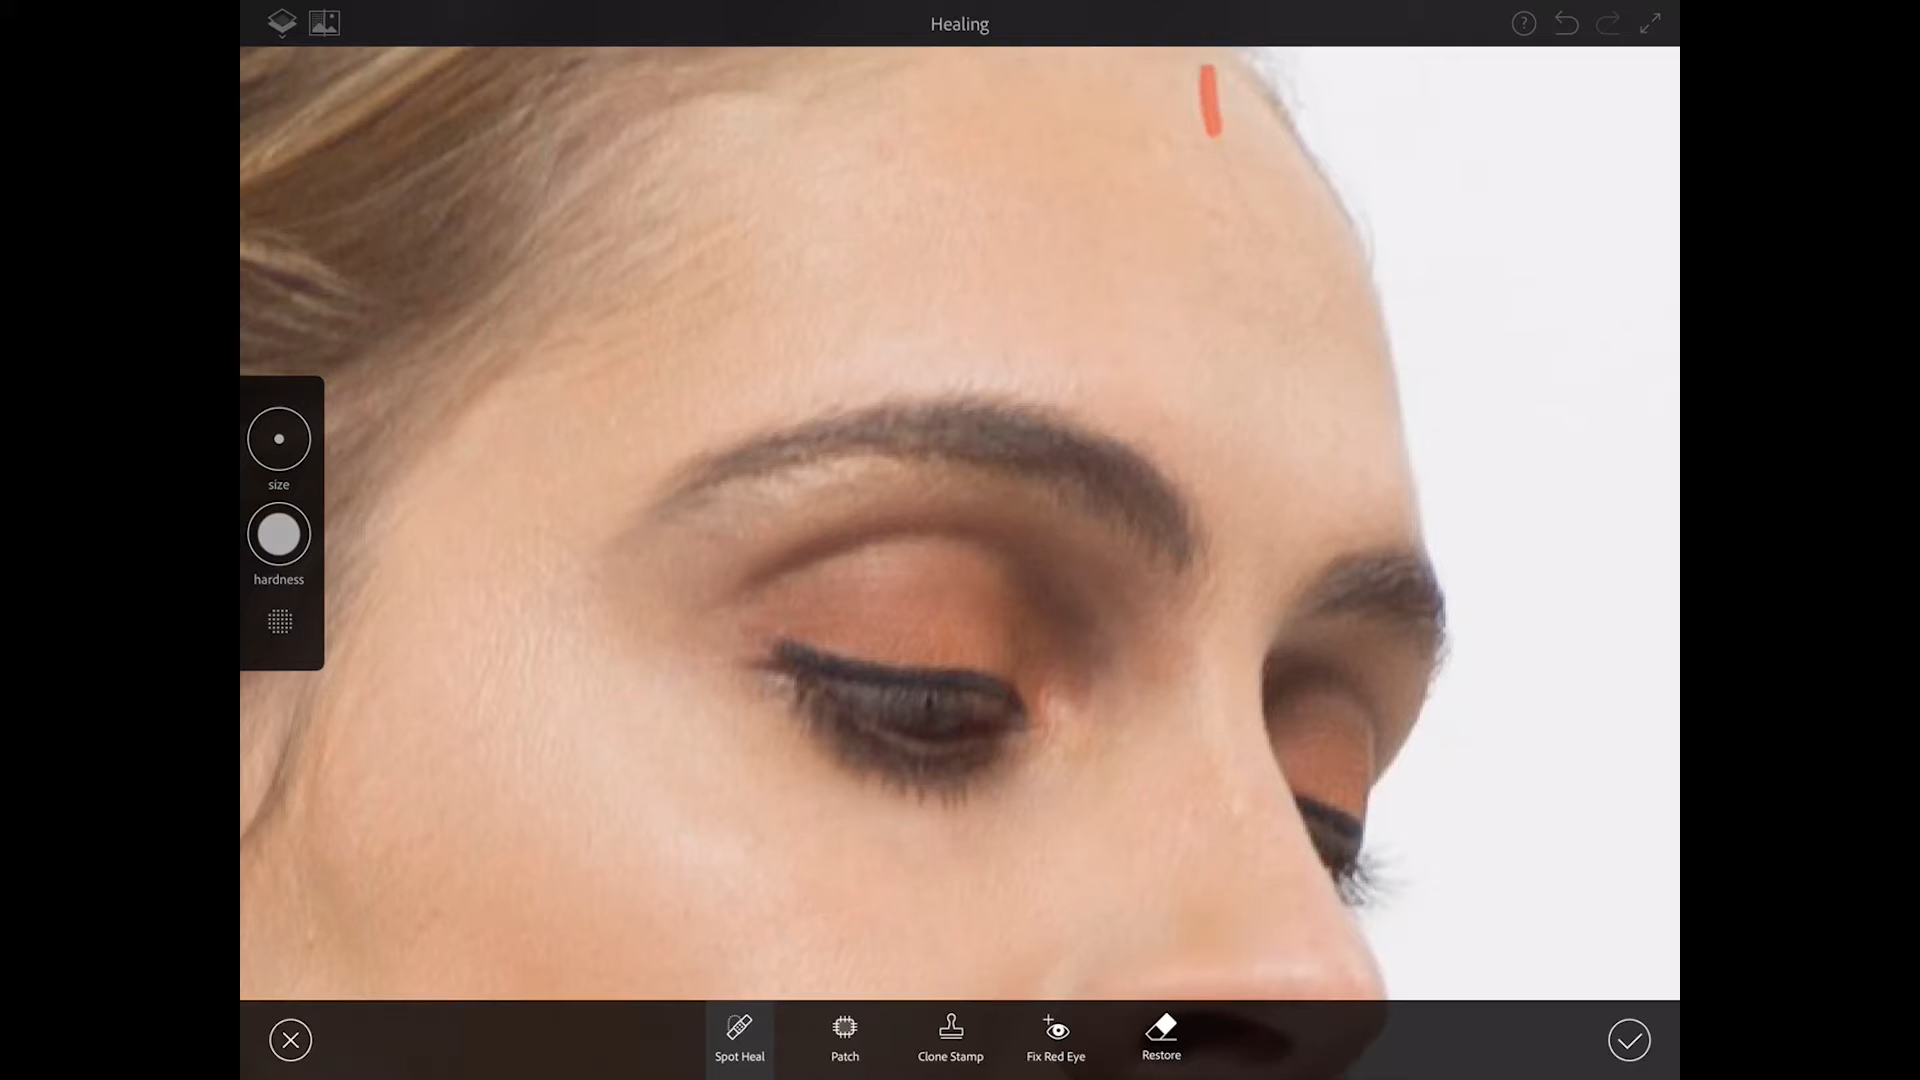 Healing
?
size
hardness
Spot Heal
Patch
Clone Stamp
Fix Red Eye
Restore